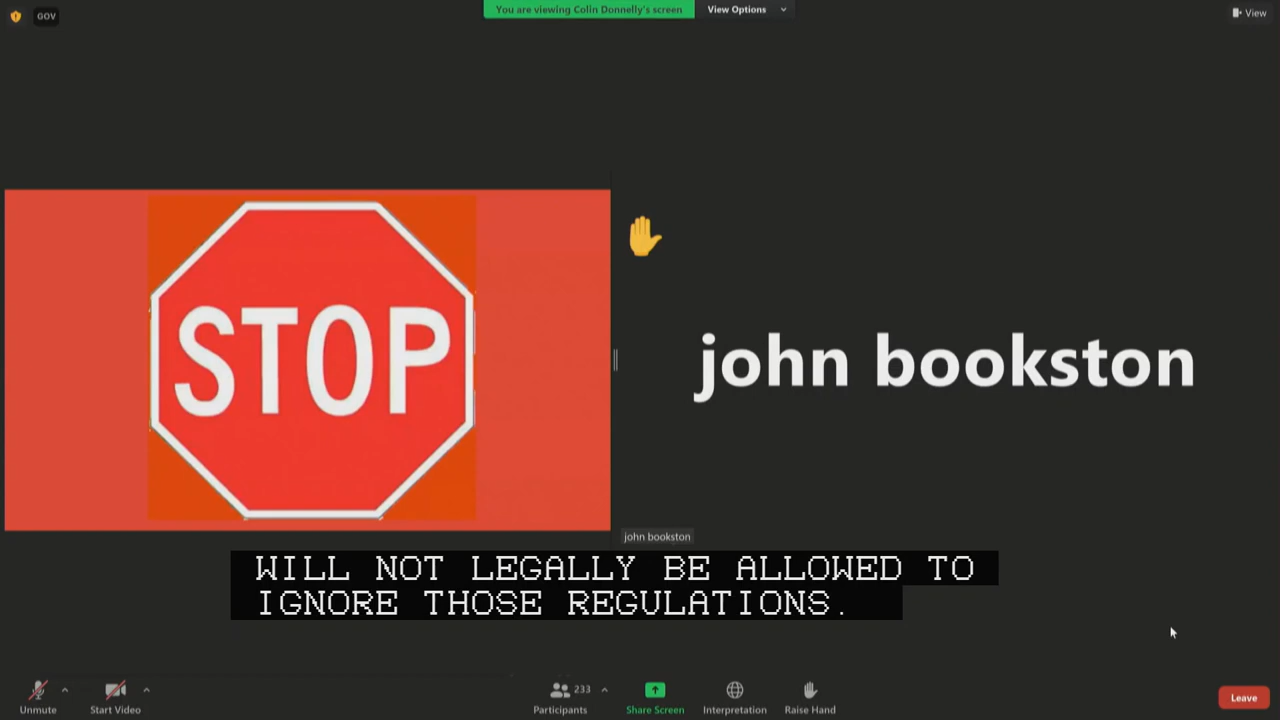 GOV
You are viewing Colin Donnelly's screen
View Options
View
STOP
john bookston
john bookston
WILL NOT LEGALLY BE ALLOWED TO
IGNORE THOSE REGULATIONS.
Unmute
Start Video
233
Participants
Share Screen
Interpretation
Raise Hand
Leave